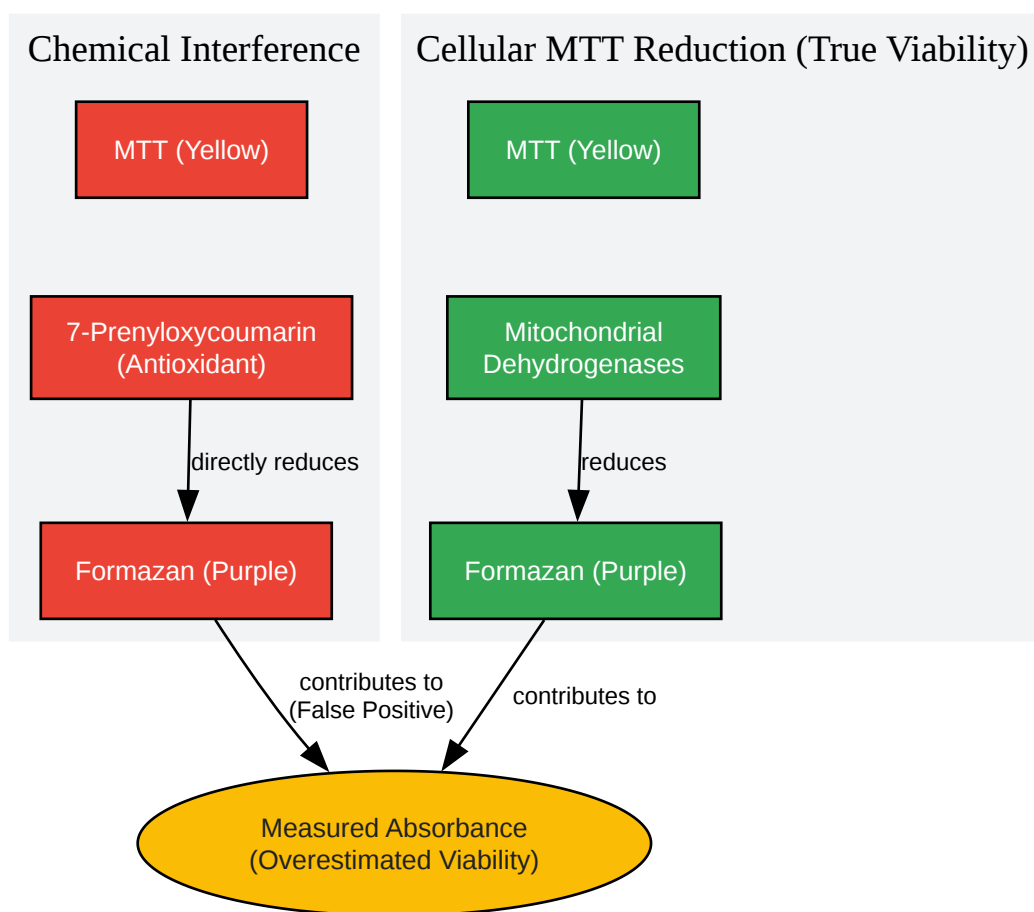 Chemical Interference
Cellular MTT Reduction (True Viability)
MTT (Yellow)
MTT (Yellow)
7-Prenyloxycoumarin
(Antioxidant)
Mitochondrial
Dehydrogenases
directly reduces
reduces
Formazan (Purple)
Formazan (Purple)
contributes to
(False Positive)
contributes to
Measured Absorbance
(Overestimated Viability)